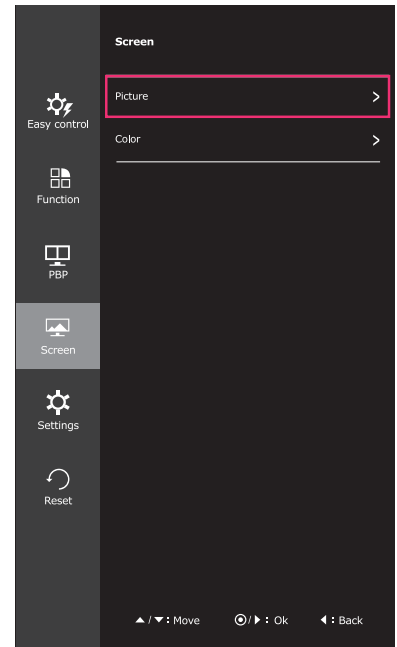 Screen
Picture >
Color >
Easy control
Function
PBP
Screen
Settings
Reset
▲ / ▼ : Move ⦿ / ▶ : Ok ◀ : Back